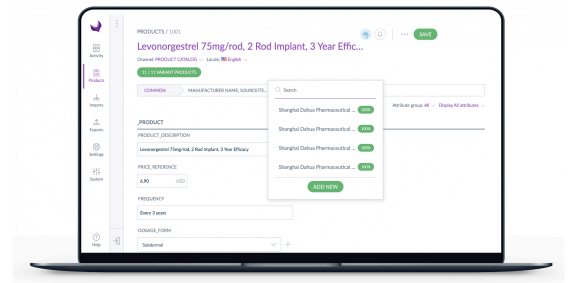 PRODUCTS / 1001
SAVE
Levonorgestrel 75mg/rod, 2 Rod Implant, 3 Year Effic...
Channel: PRODUCT CATALOG Locale: English
11 / 11 VARIANT PRODUCTS
COMMON
MANUFACTURER NAME, SOURCEITE...
Search
Attribute group: All
Display All attributes
Shanghai Dahua Pharmaceutical ... 100%
Shanghai Dahua Pharmaceutical ... 100%
Shanghai Dahua Pharmaceutical ... 100%
Shanghai Dahua Pharmaceutical ... 100%
ADD NEW
_PRODUCT
PRODUCT_DESCRIPTION
Levonorgestrel 75mg/rod, 2 Rod Implant, 3 Year Efficacy
PRICE_REFERENCE
6.90 USD
FREQUENCY
Every 3 years
DOSAGE_FORM
Subdermal
Activity
Products
Imports
Exports
Settings
System
Help